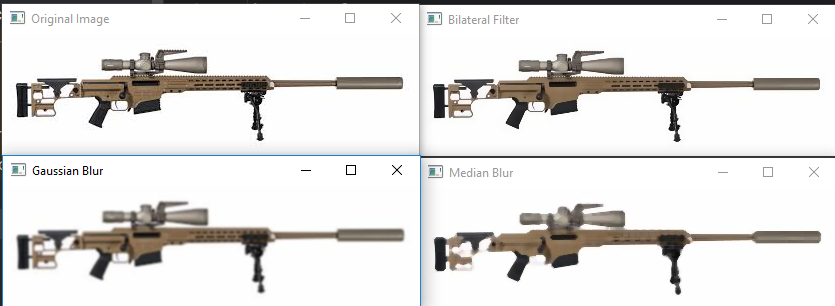 Original Image
Bilateral Filter
Gaussian Blur
Median Blur